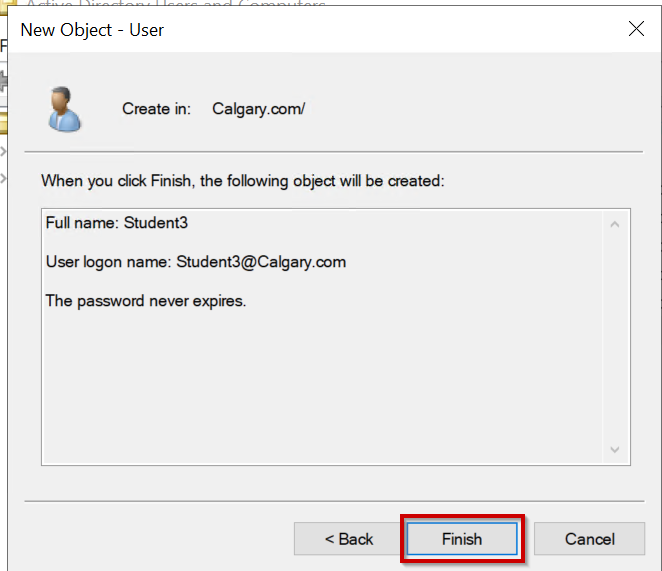 Active Directory Users and Computers
New Object - User
Create in: Calgary.com/
When you click Finish, the following object will be created:
Full name: Student3
User logon name: Student3@Calgary.com
The password never expires.
< Back Finish Cancel